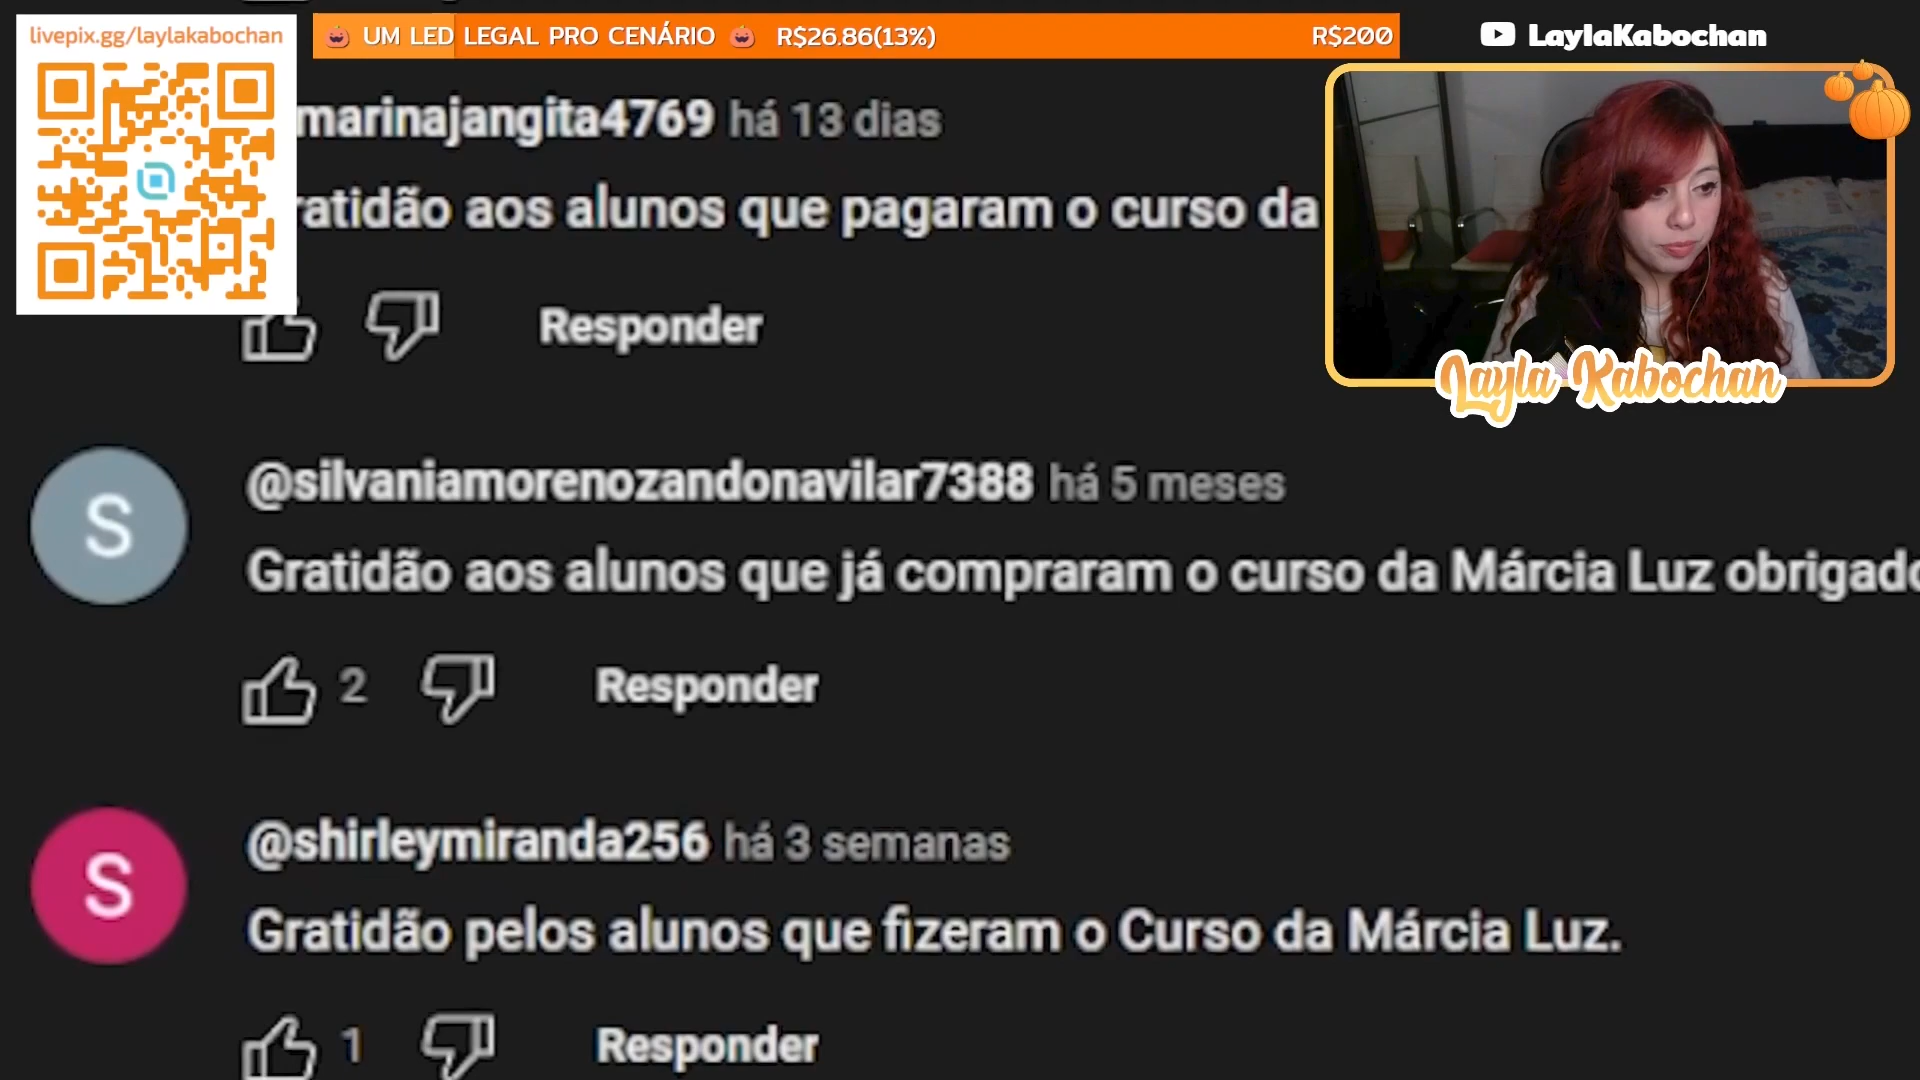 livepix.gg/laylakabochan
UM LED LEGAL PRO CENÁRIO R$26.86(13%) R$200
LaylaKabochan
marinajangita4769 há 13 dias
ratidão aos alunos que pagaram o curso da
Responder
Layla Kabochan
S
@silvaniamorenozandonavilar7388 há 5 meses
Gratidão aos alunos que já compraram o curso da Márcia Luz obrigado
2 Responder
S
@shirleymiranda256 há 3 semanas
Gratidão pelos alunos que fizeram o Curso da Márcia Luz.
1 Responder